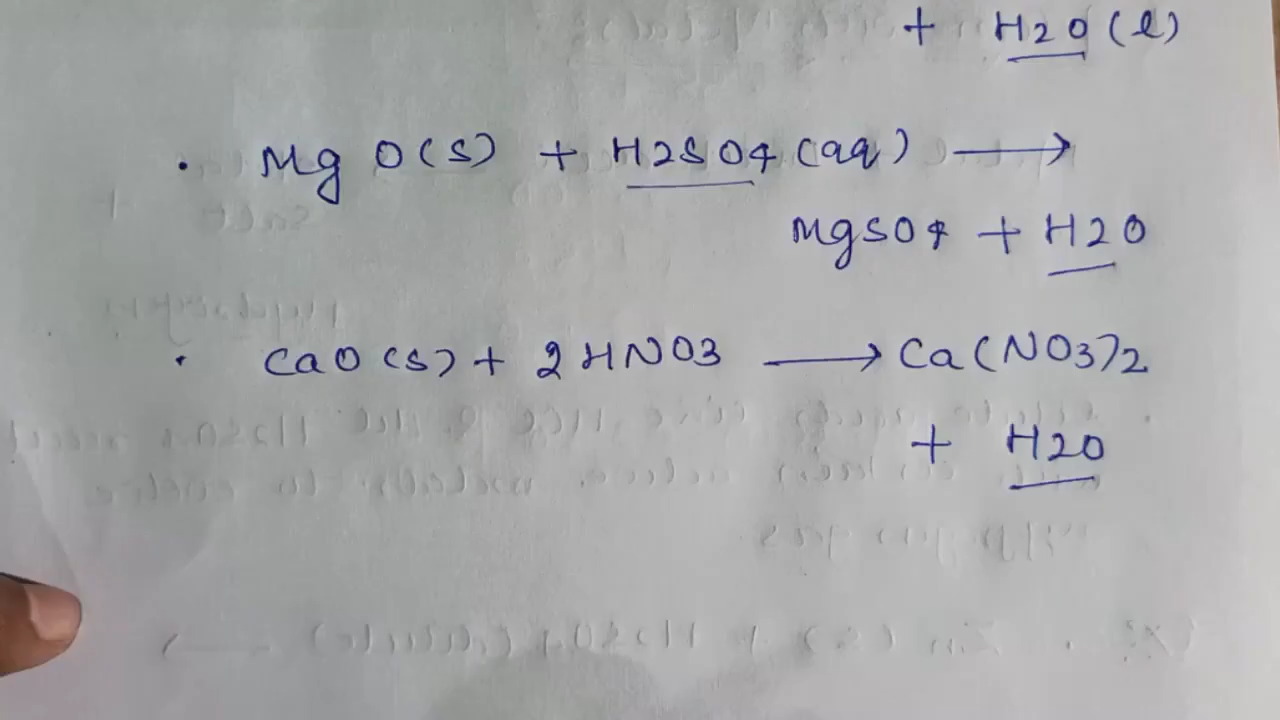 + H2O(l)
. MgO(s) + H2SO4(aq) ⟶
MgSO4 + H2O
. CaO(s) + 2HNO3 ⟶ Ca(NO3)2
+ H2O